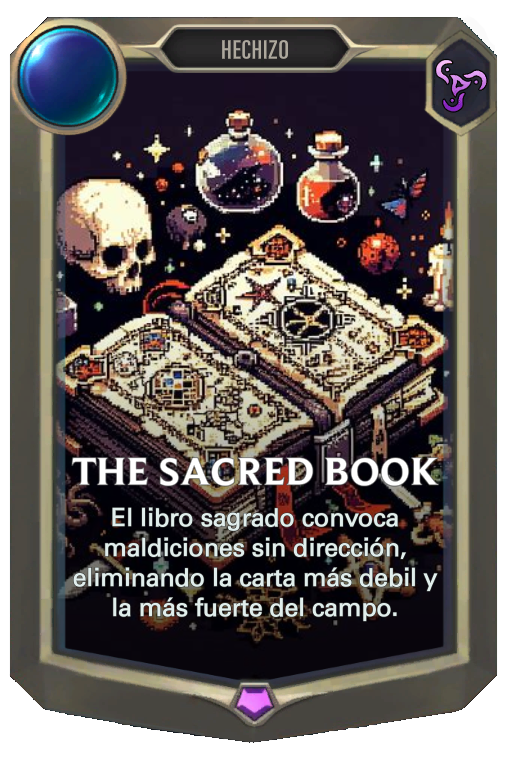 HECHIZO
THE SACRED BOOK
El libro sagrado convoca
maldiciones sin dirección,
eliminando la carta más debil y
la más fuerte del campo.